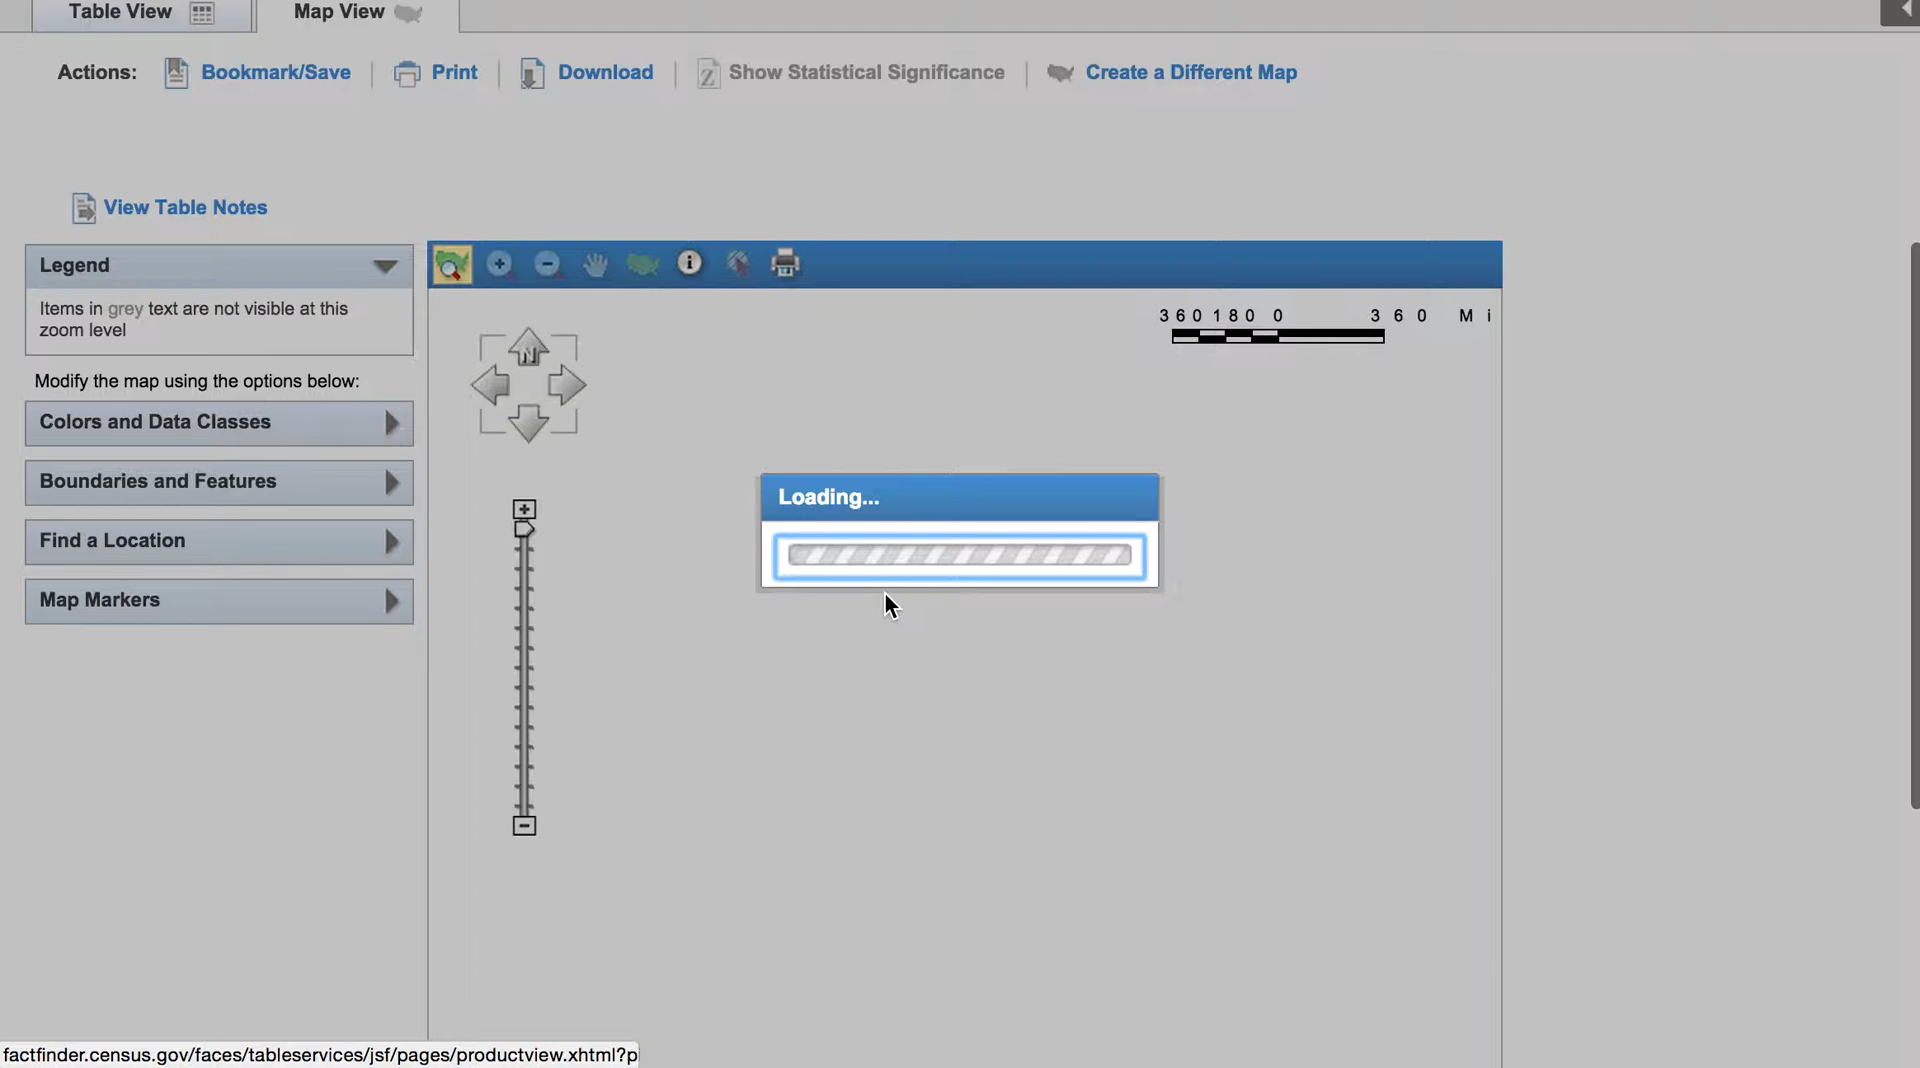 Table View
Map View
Actions: Bookmark/Save Print Download Show Statistical Significance Create a Different Map
View Table Notes
Legend
Items in grey text are not visible at this
zoom level
Modify the map using the options below:
Colors and Data Classes
Boundaries and Features
Find a Location
Map Markers
360 180 0 360 Mi
N
Loading...
factfinder.census.gov/faces/tableservices/jsf/pages/productview.xhtml?p